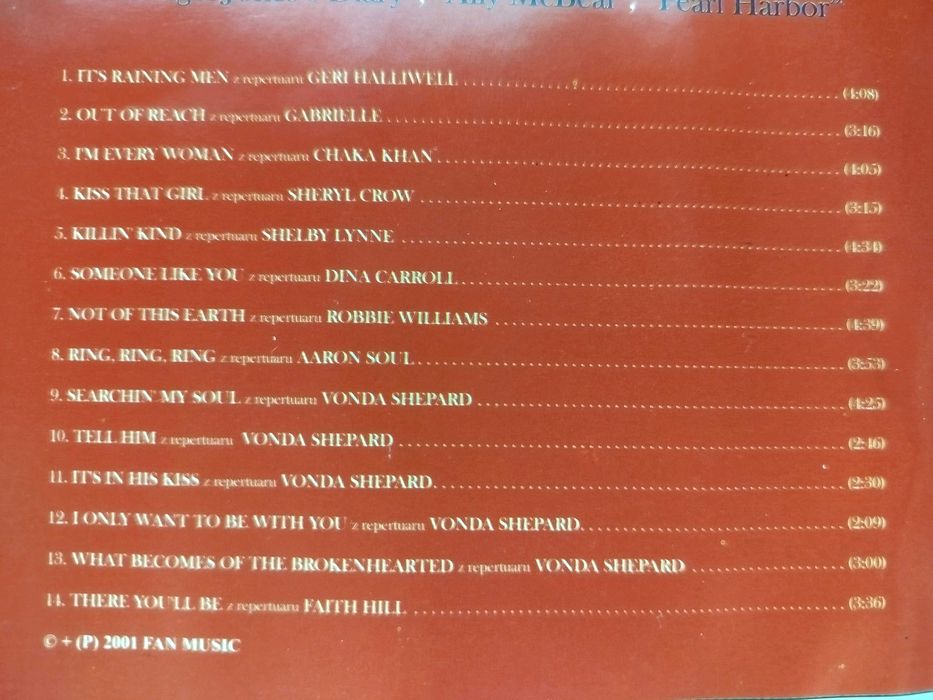 Diary", "Ally McBeal", "Pearl Harbor"
1. IT'S RAINING MEN z repertuaru GERI HALLIWELL (4:08)
2. OUT OF REACH z repertuaru GABRIELLE (3:16)
3. I'M EVERY WOMAN z repertuaru CHAKA KHAN (4:05)
4. KISS THAT GIRL z repertuaru SHERYL CROW (3:15)
5. KILLIN' KIND z repertuaru SHELBY LYNNE (4:34)
6. SOMEONE LIKE YOU z repertuaru DINA CARROLL (3:22)
7. NOT OF THIS EARTH z repertuaru ROBBIE WILLIAMS (4:39)
8. RING, RING, RING z repertuaru AARON SOUL (3:53)
9. SEARCHIN' MY SOUL z repertuaru VONDA SHEPARD (4:25)
10. TELL HIM z repertuaru VONDA SHEPARD (2:46)
11. IT'S IN HIS KISS z repertuaru VONDA SHEPARD (2:30)
12. I ONLY WANT TO BE WITH YOU z repertuaru VONDA SHEPARD (2:09)
13. WHAT BECOMES OF THE BROKENHEARTED z repertuaru VONDA SHEPARD (3:00)
14. THERE YOU'LL BE z repertuaru FAITH HILL (3:36)
© + (P) 2001 FAN MUSIC